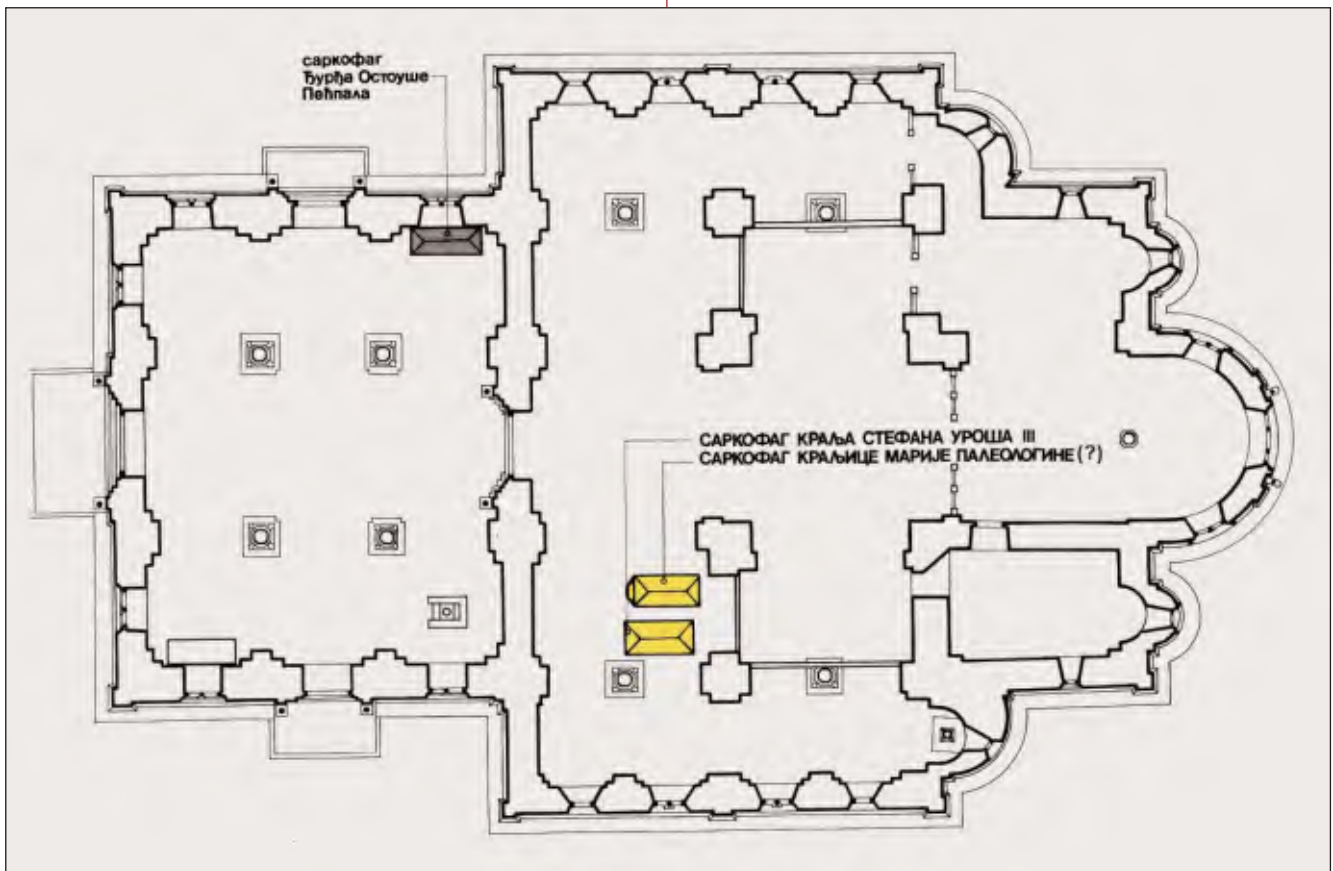 саркофаг
Ђурђа Остоуше
Пећпала
САРКОФАГ КРАЉА СТЕФАНА УРОША III
САРКОФАГ КРАЉИЦЕ МАРИЈЕ ПАЛЕОЛОГИНЕ (?)